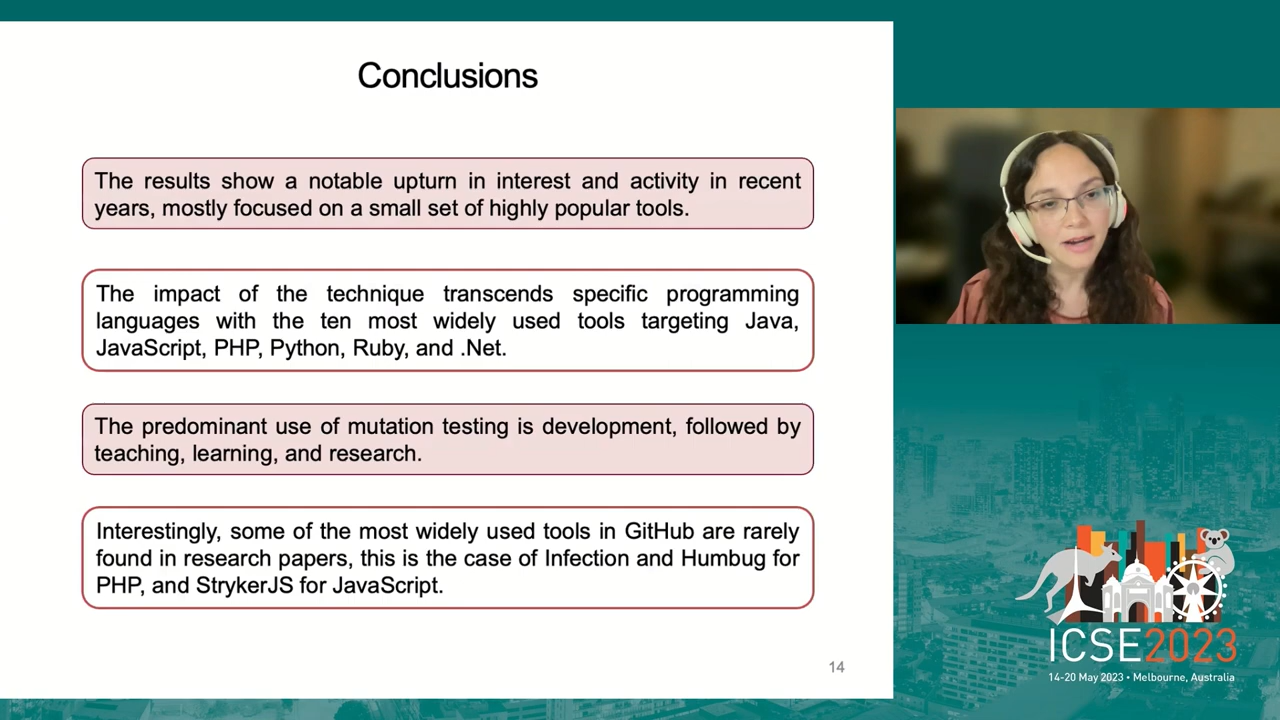 Conclusions
The results show a notable upturn in interest and activity in recent
years, mostly focused on a small set of highly popular tools.
The impact of the technique transcends specific programming
languages with the ten most widely used tools targeting Java,
JavaScript, PHP, Python, Ruby, and .Net.
The predominant use of mutation testing is development, followed by
teaching, learning, and research.
Interestingly, some of the most widely used tools in GitHub are rarely
found in research papers, this is the case of Infection and Humbug for
PHP, and StrykerJS for JavaScript.
14
ICSE2023
14-20 May 2023 • Melbourne, Australia